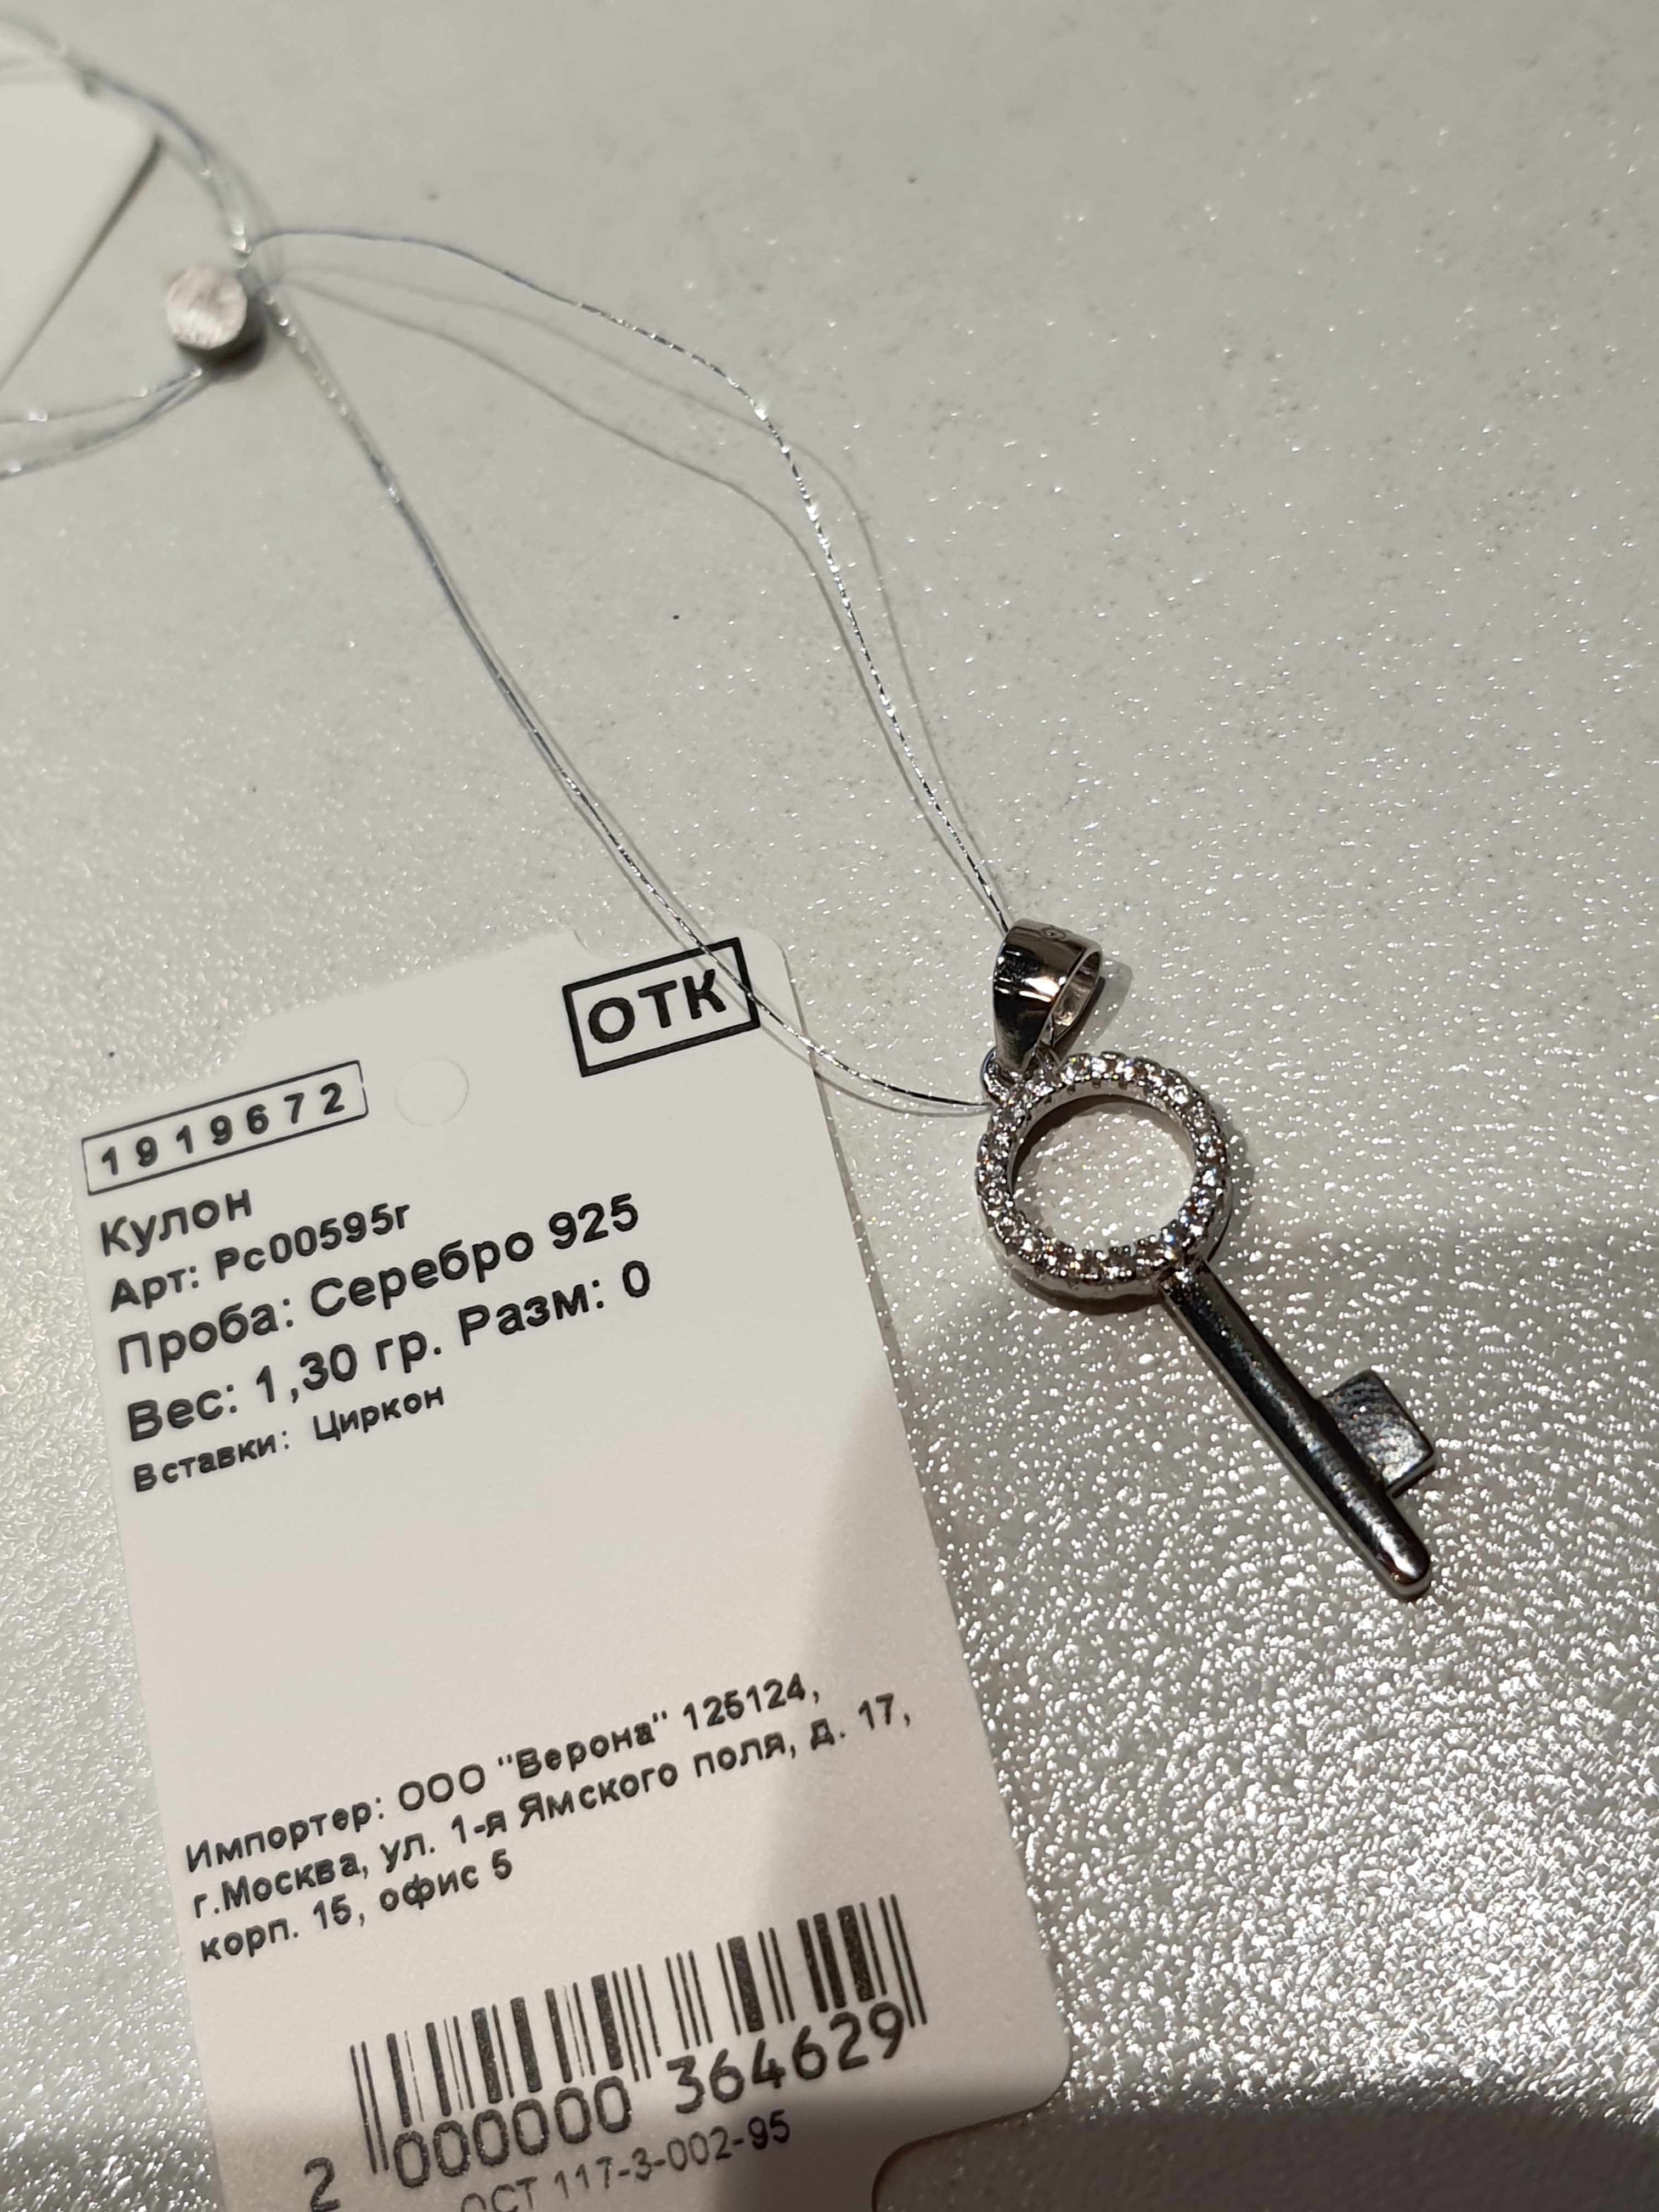 ОТК
1919672
Кулон
Арт: Рс00595г
Проба: Серебро 925
Вес: 1,30 гр. Разм: 0
Вставки: Циркон
Импортер: ООО "Верона" 125124,
г.Москва, ул. 1-я Ямского поля, д. 17,
корп. 15, офис 5
2 000000 364629
ОСТ 117-3-002-95